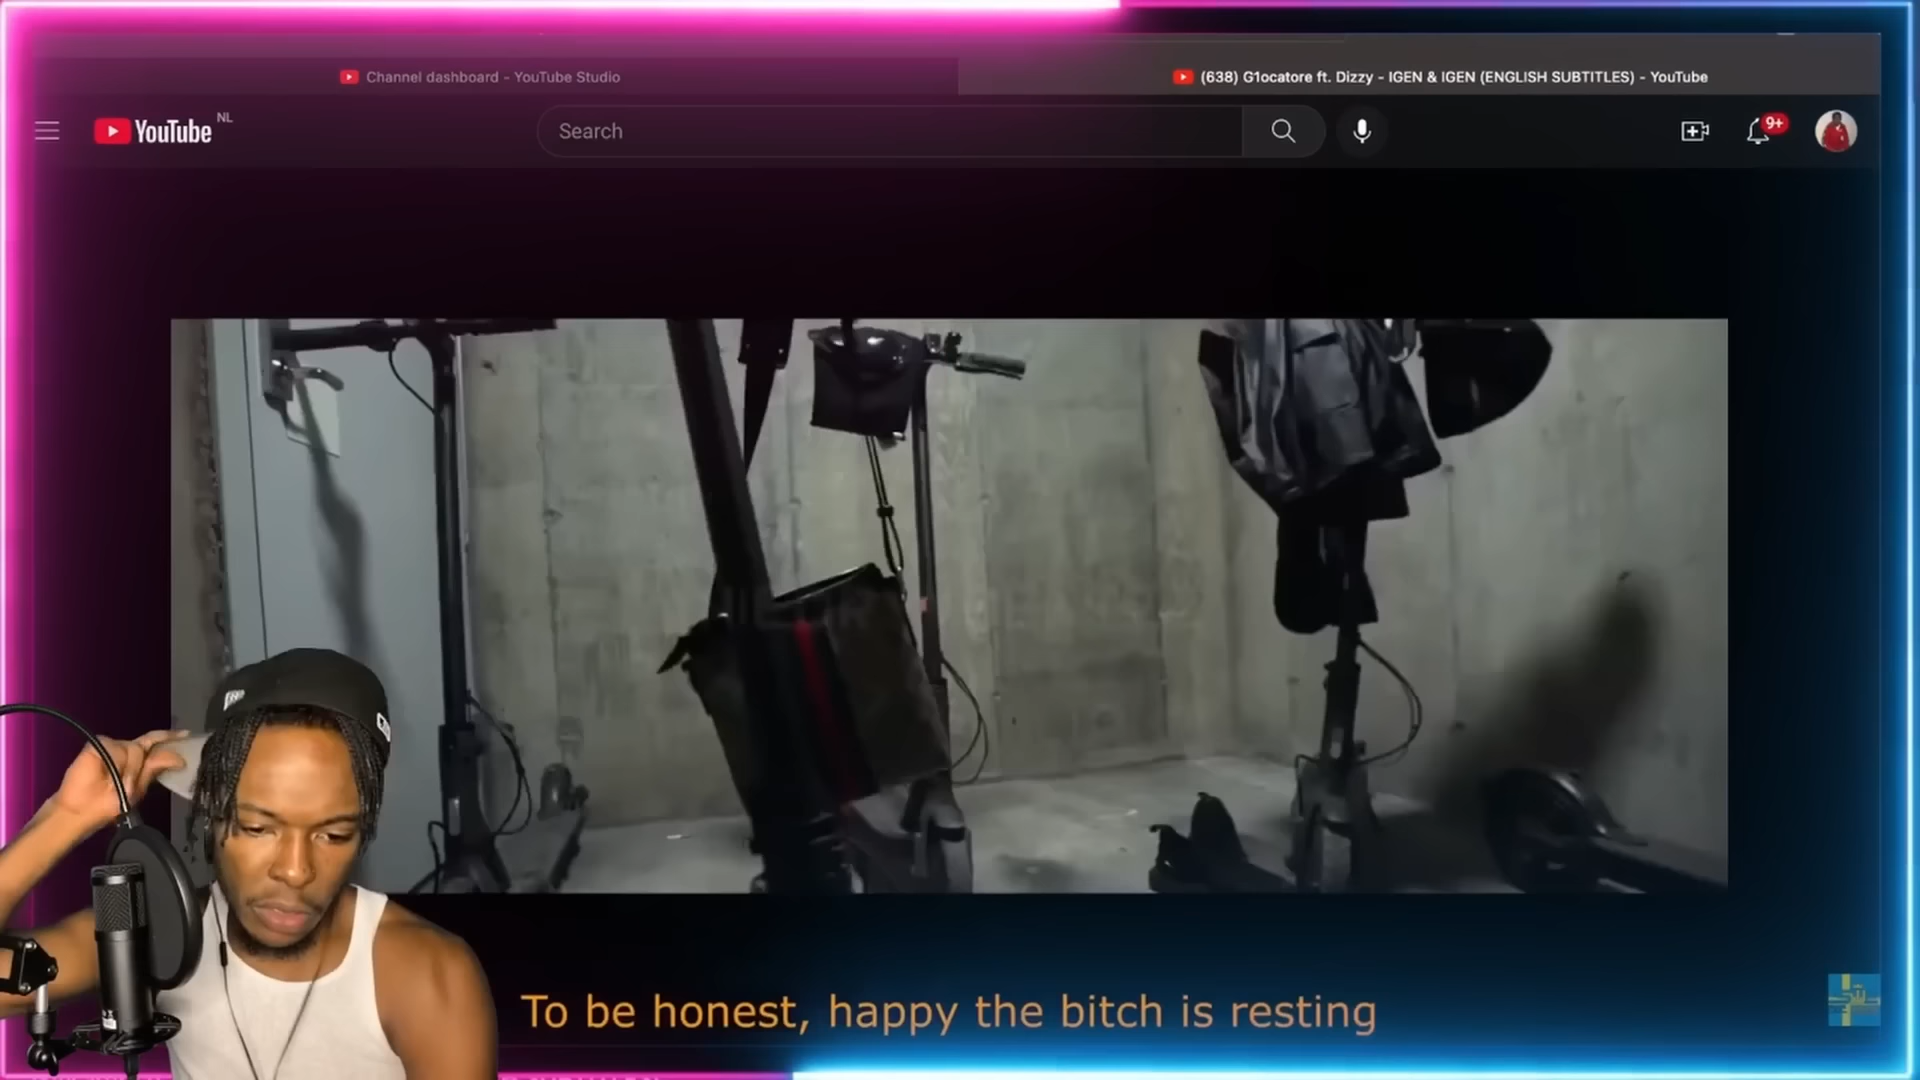 Channel dashboard - YouTube Studio
(638) G1ocatore ft. Dizzy - IGEN & IGEN (ENGLISH SUBTITLES) - YouTube
YouTube NL
Search
9+
To be honest, happy the bitch is resting